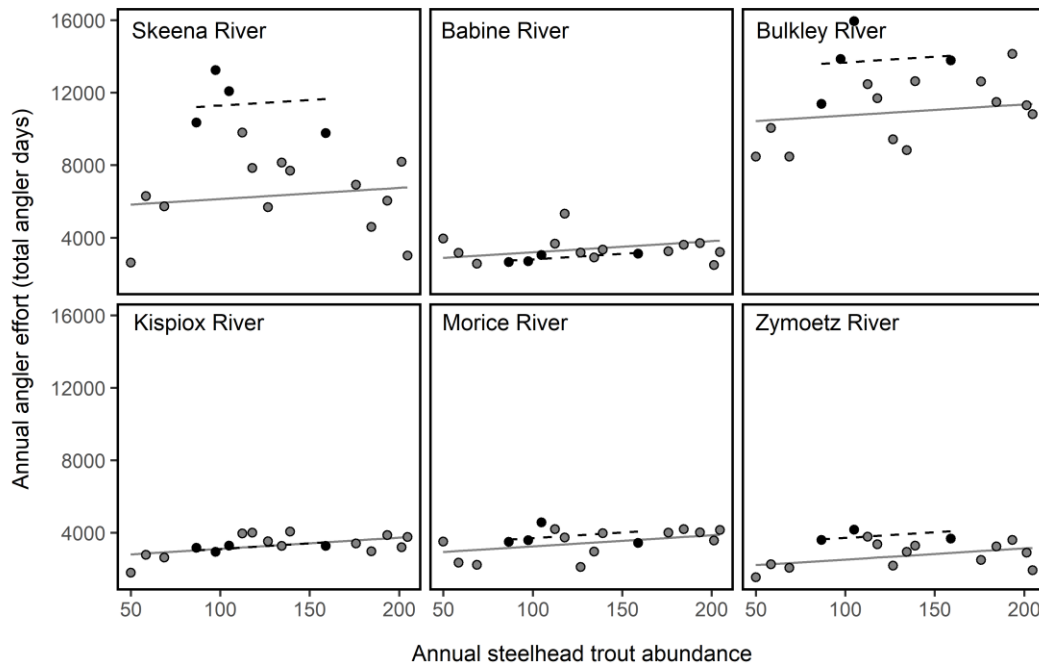 Annual angler effort (total angler days)
Skeena River
Babine River
Bulkley River
16000
12000
8000
4000
Kispiox River
Morice River
Zymoetz River
16000
12000
8000
4000
50 100 150 200
50 100 150 200
50 100 150 200
Annual steelhead trout abundance